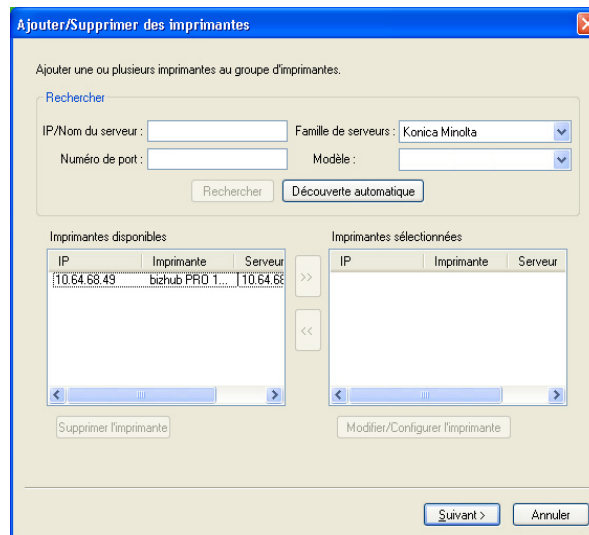 Ajouter/Supprimer des imprimantes
Ajouter une ou plusieurs imprimantes au groupe d'imprimantes.
Rechercher
IP/Nom du serveur :
Famille de serveurs : Konica Minolta
Numéro de port :
Modèle :
Rechercher
Découverte automatique
Imprimantes disponibles
Imprimantes sélectionnées
IP Imprimante Serveur
IP Imprimante Serveur
10.64.68.49 bizhub PRO 1... 10.64.68
>>
<<
Supprimer l'imprimante
Modifier/Configurer l'imprimante
Suivant >
Annuler